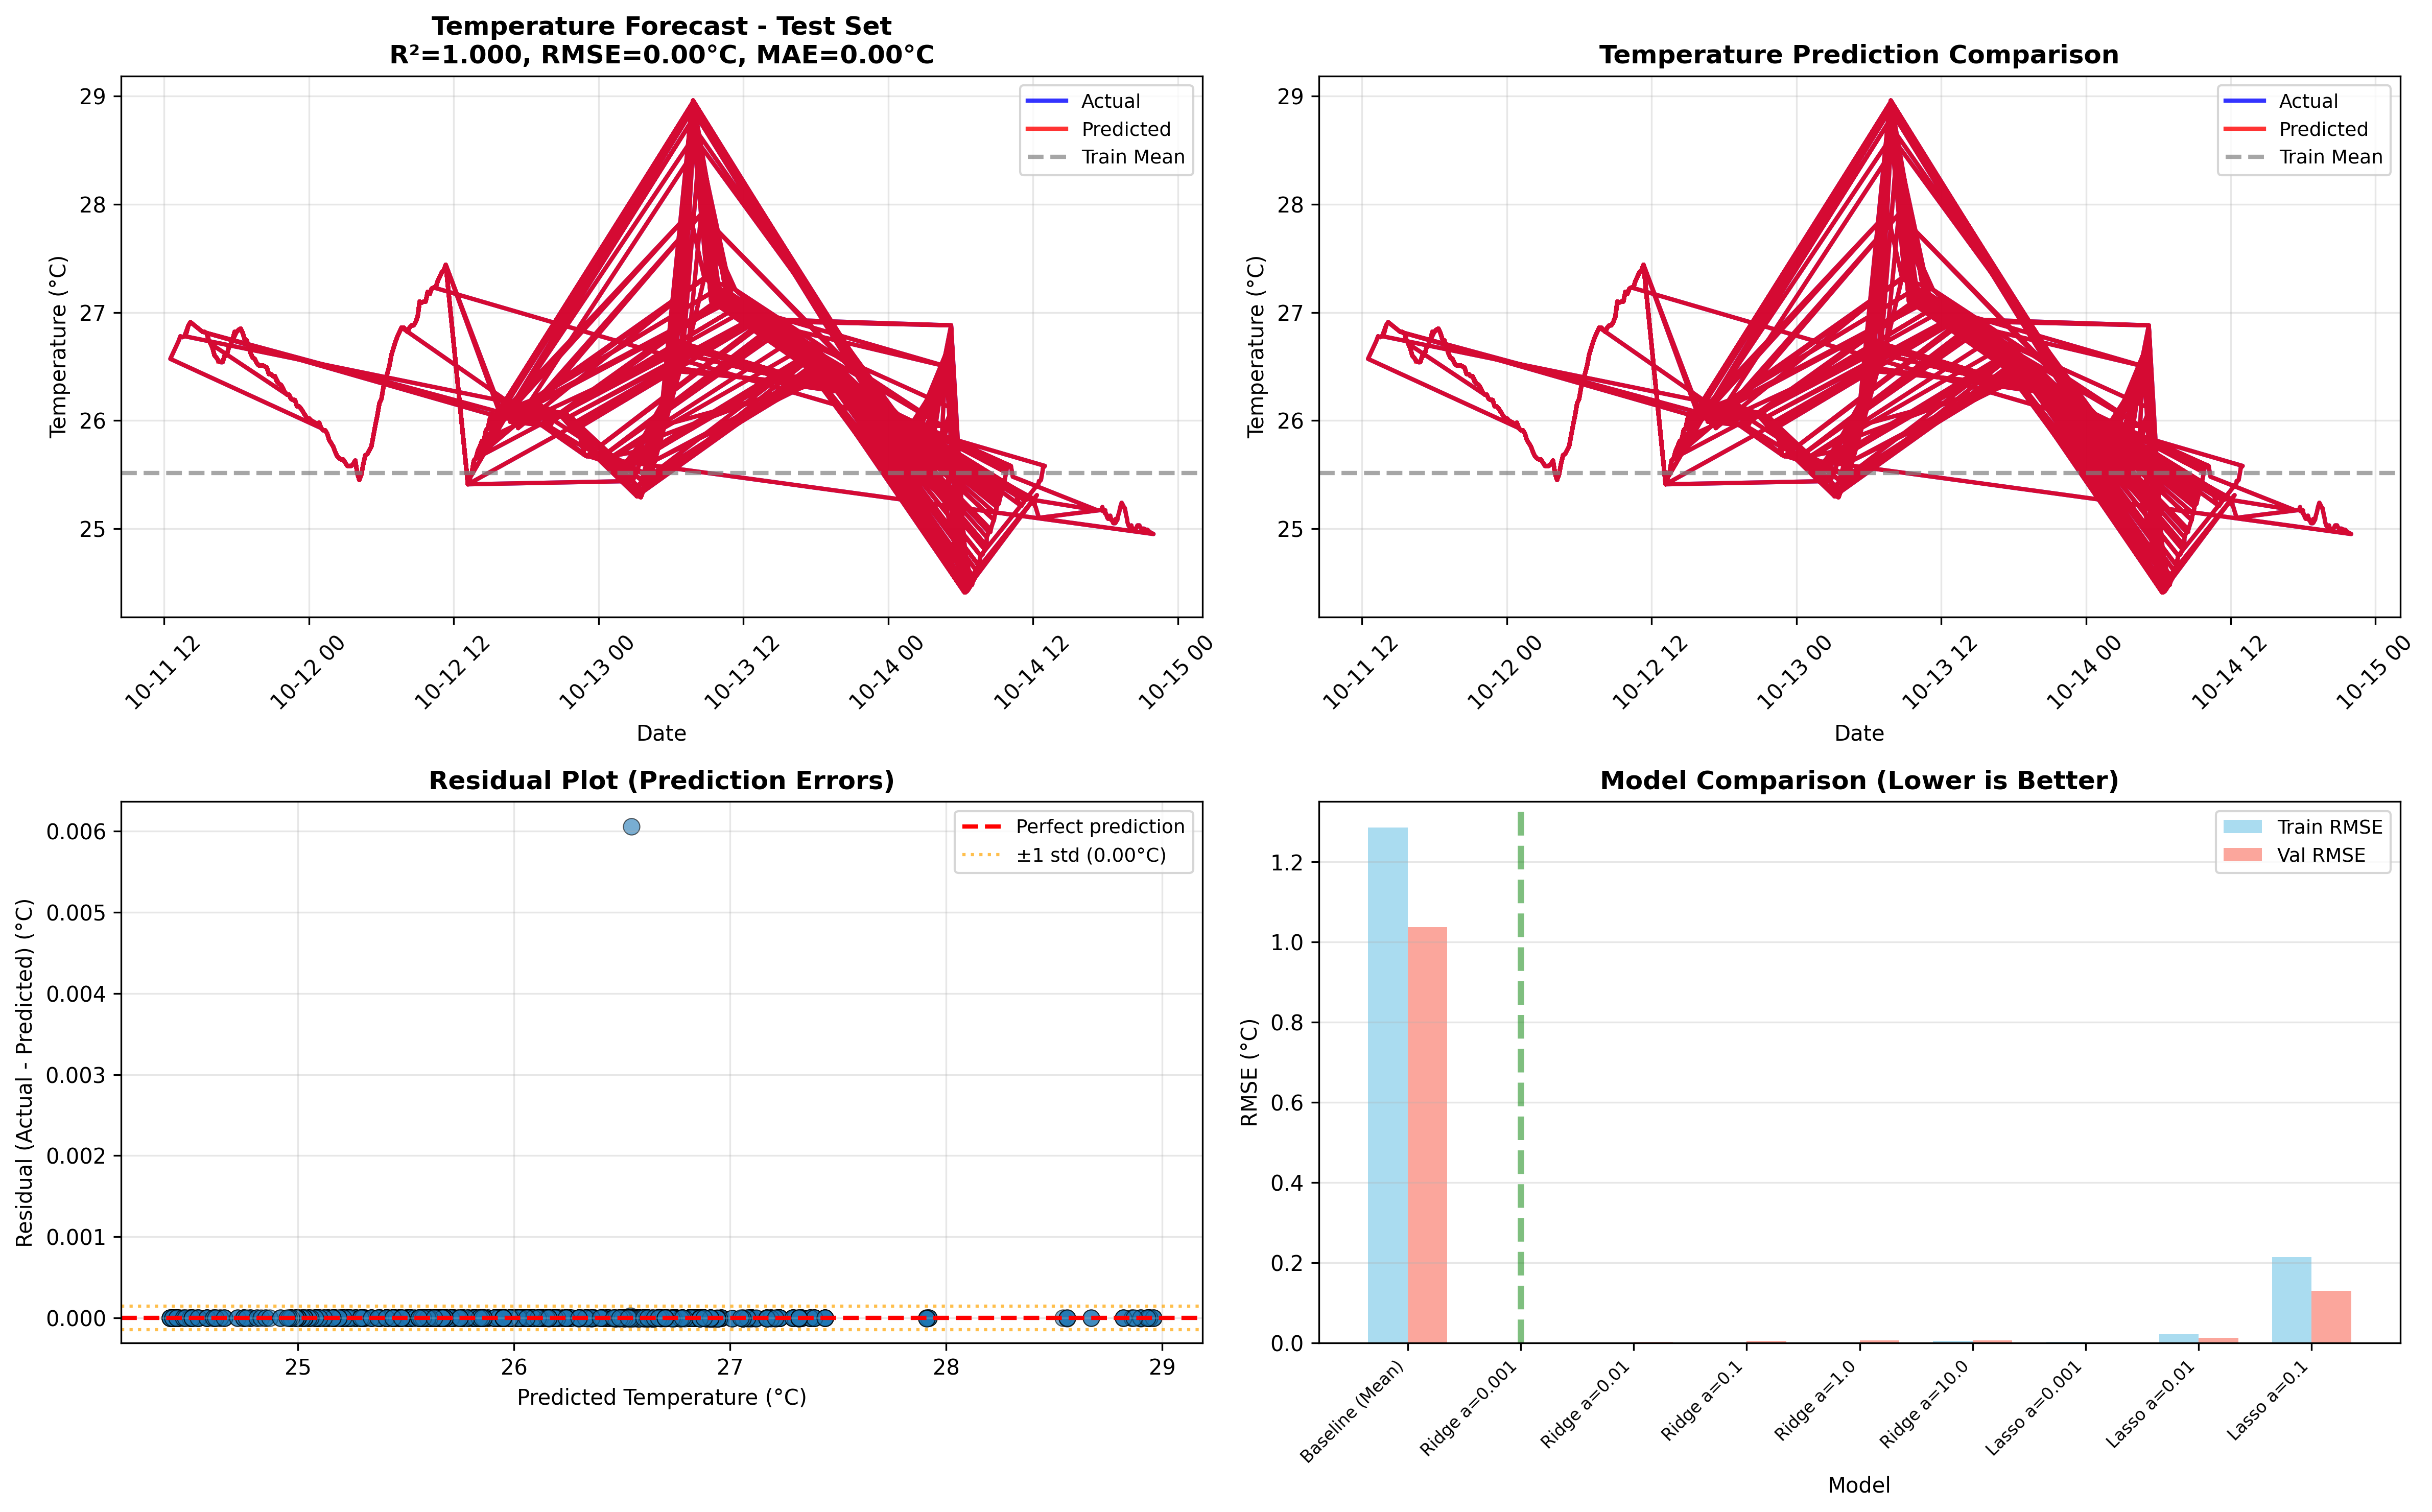 Temperature Forecast - Test Set
R²=1.000, RMSE=0.00°C, MAE=0.00°C
Temperature (°C)
29
28
27
26
25
Actual
Predicted
Train Mean
10-11 12
10-12 00
10-12 12
10-13 00
10-13 12
10-14 00
10-14 12
10-15 00
Date
Temperature Prediction Comparison
Temperature (°C)
29
28
27
26
25
Actual
Predicted
Train Mean
10-11 12
10-12 00
10-12 12
10-13 00
10-13 12
10-14 00
10-14 12
10-15 00
Date
Residual Plot (Prediction Errors)
Residual (Actual - Predicted) (°C)
0.006
0.005
0.004
0.003
0.002
0.001
0.000
Perfect prediction
±1 std (0.00°C)
25
26
27
28
29
Predicted Temperature (°C)
Model Comparison (Lower is Better)
RMSE (°C)
1.2
1.0
0.8
0.6
0.4
0.2
0.0
Train RMSE
Val RMSE
Baseline (Mean)
Ridge a=0.001
Ridge a=0.01
Ridge a=0.1
Ridge a=1.0
Ridge a=10.0
Lasso a=0.001
Lasso a=0.01
Lasso a=0.1
Model